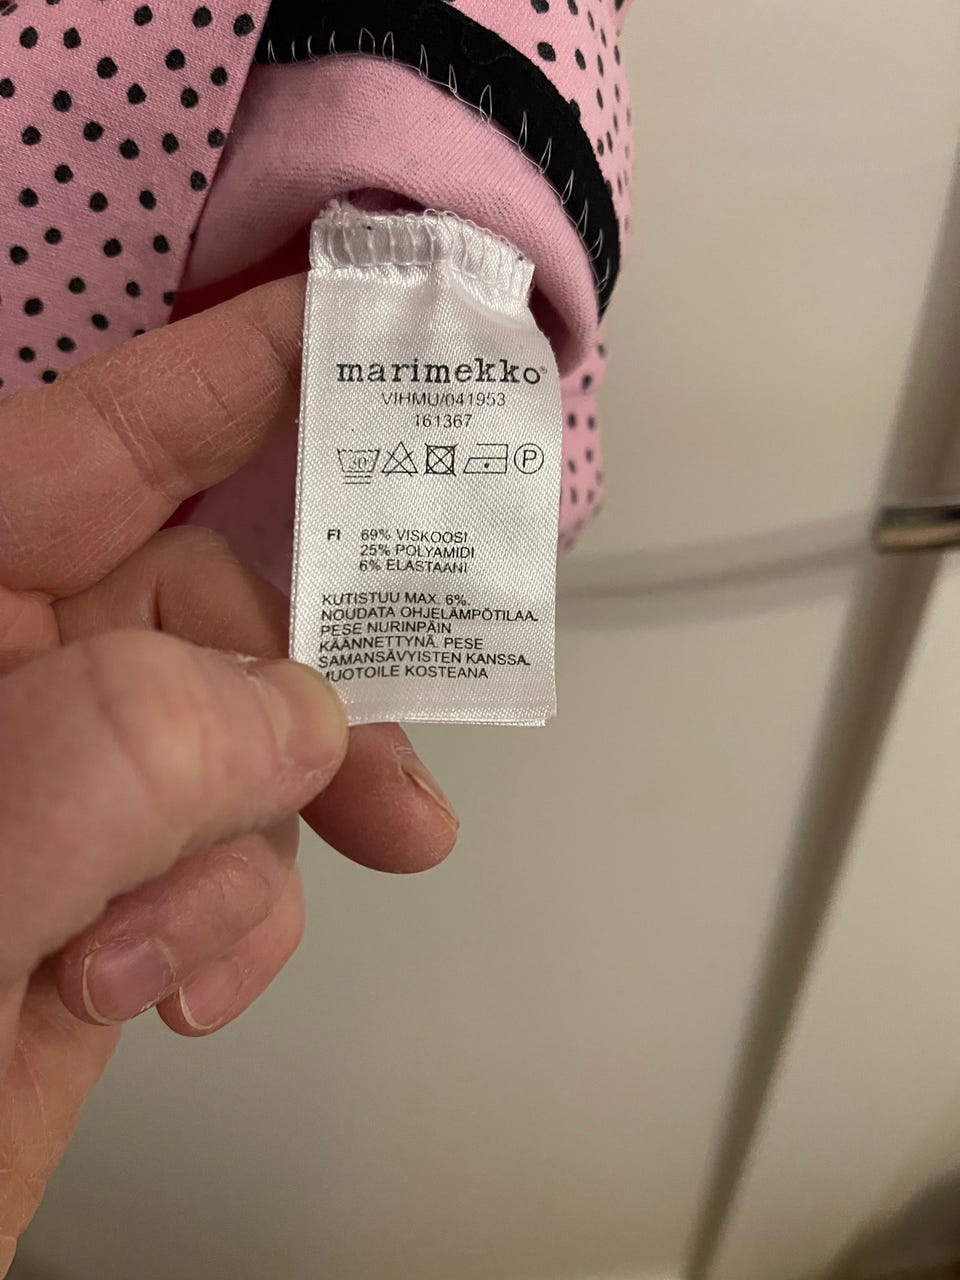 marimekko®
VIHMU/041953
161367
30° P
FI 69% VISKOOSI
25% POLYAMIDI
6% ELASTAANI
KUTISTUU MAX. 6%.
NOUDATA OHJELÄMPÖTILAA.
PESE NURINPÄIN
KÄÄNNETTYNÄ. PESE
SAMANSÄVYISTEN KANSSA.
MUOTOILE KOSTEANA